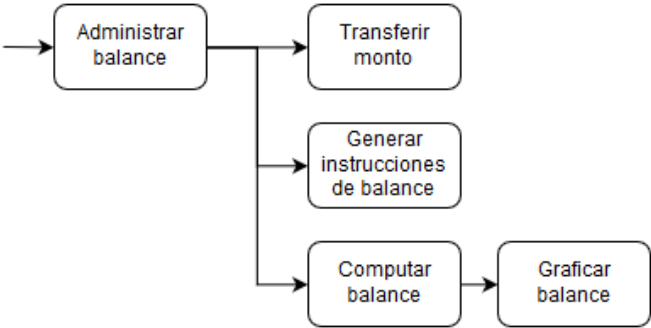 Administrar
balance
Transferir
monto
Generar
instrucciones
de balance
Computar
balance
Graficar
balance